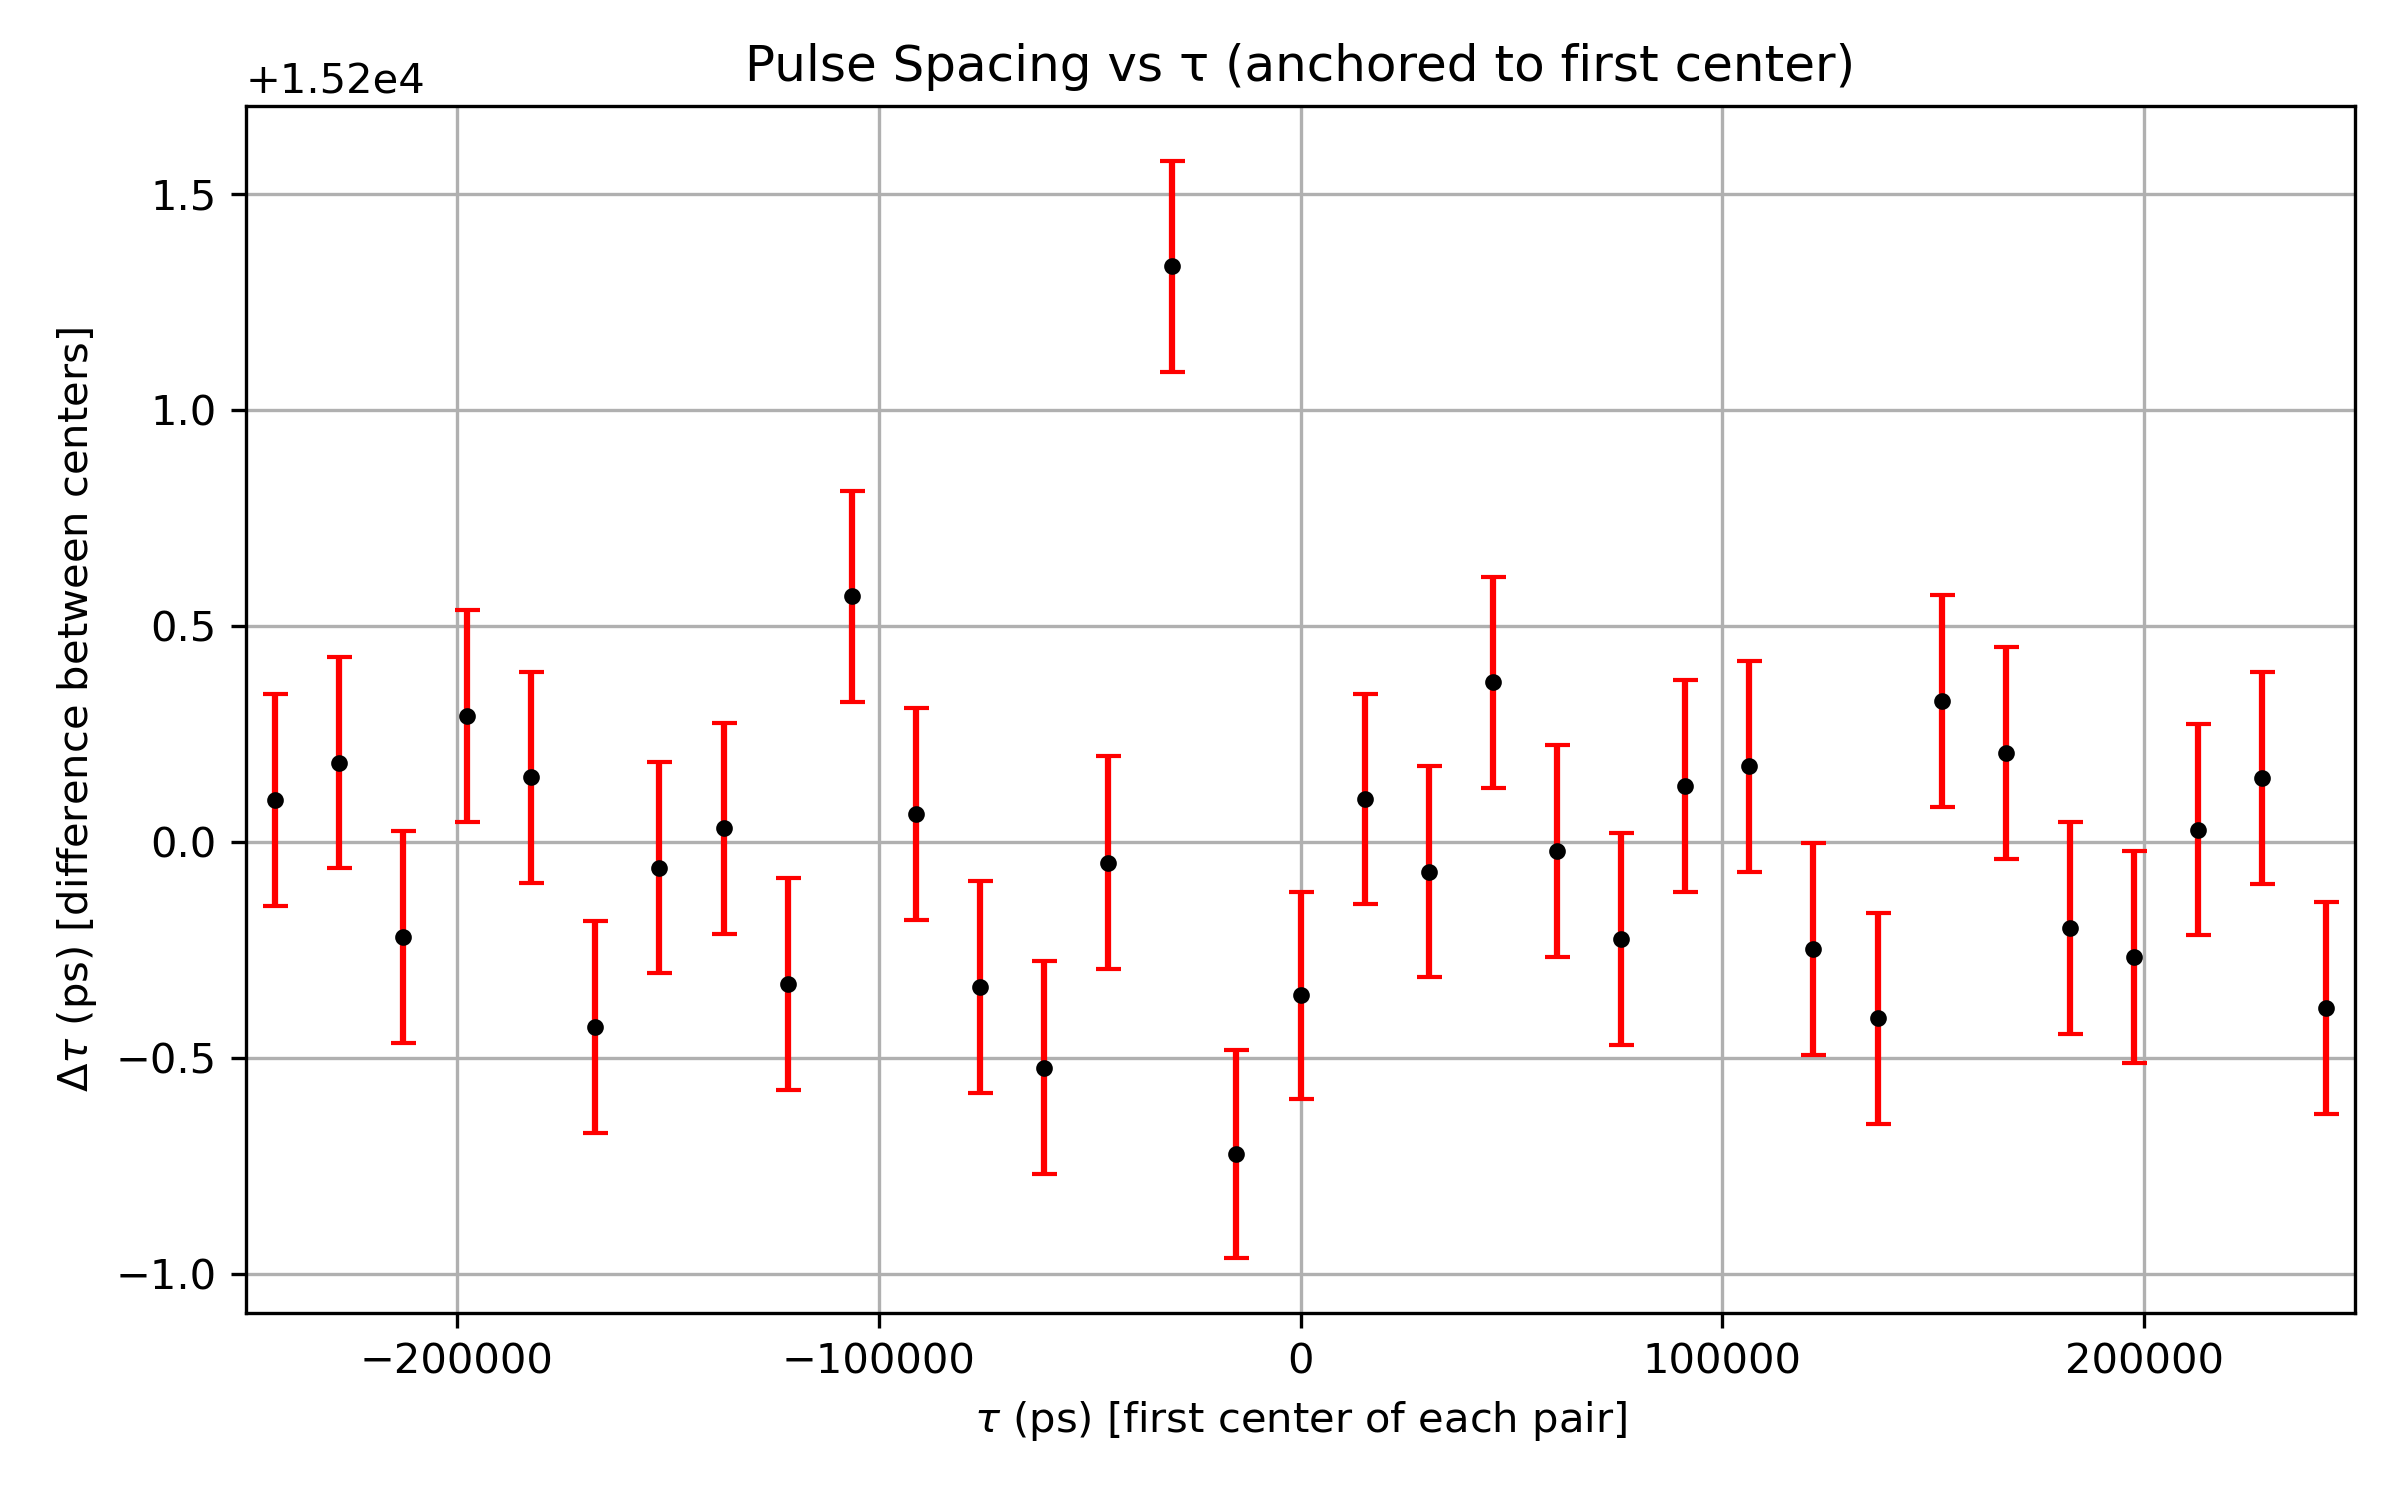 Pulse Spacing vs τ (anchored to first center)
+1.52e4
1.5
1.0
0.5
0.0
−0.5
−1.0
Δτ (ps) [difference between centers]
−200000 −100000 0 100000 200000
τ (ps) [first center of each pair]